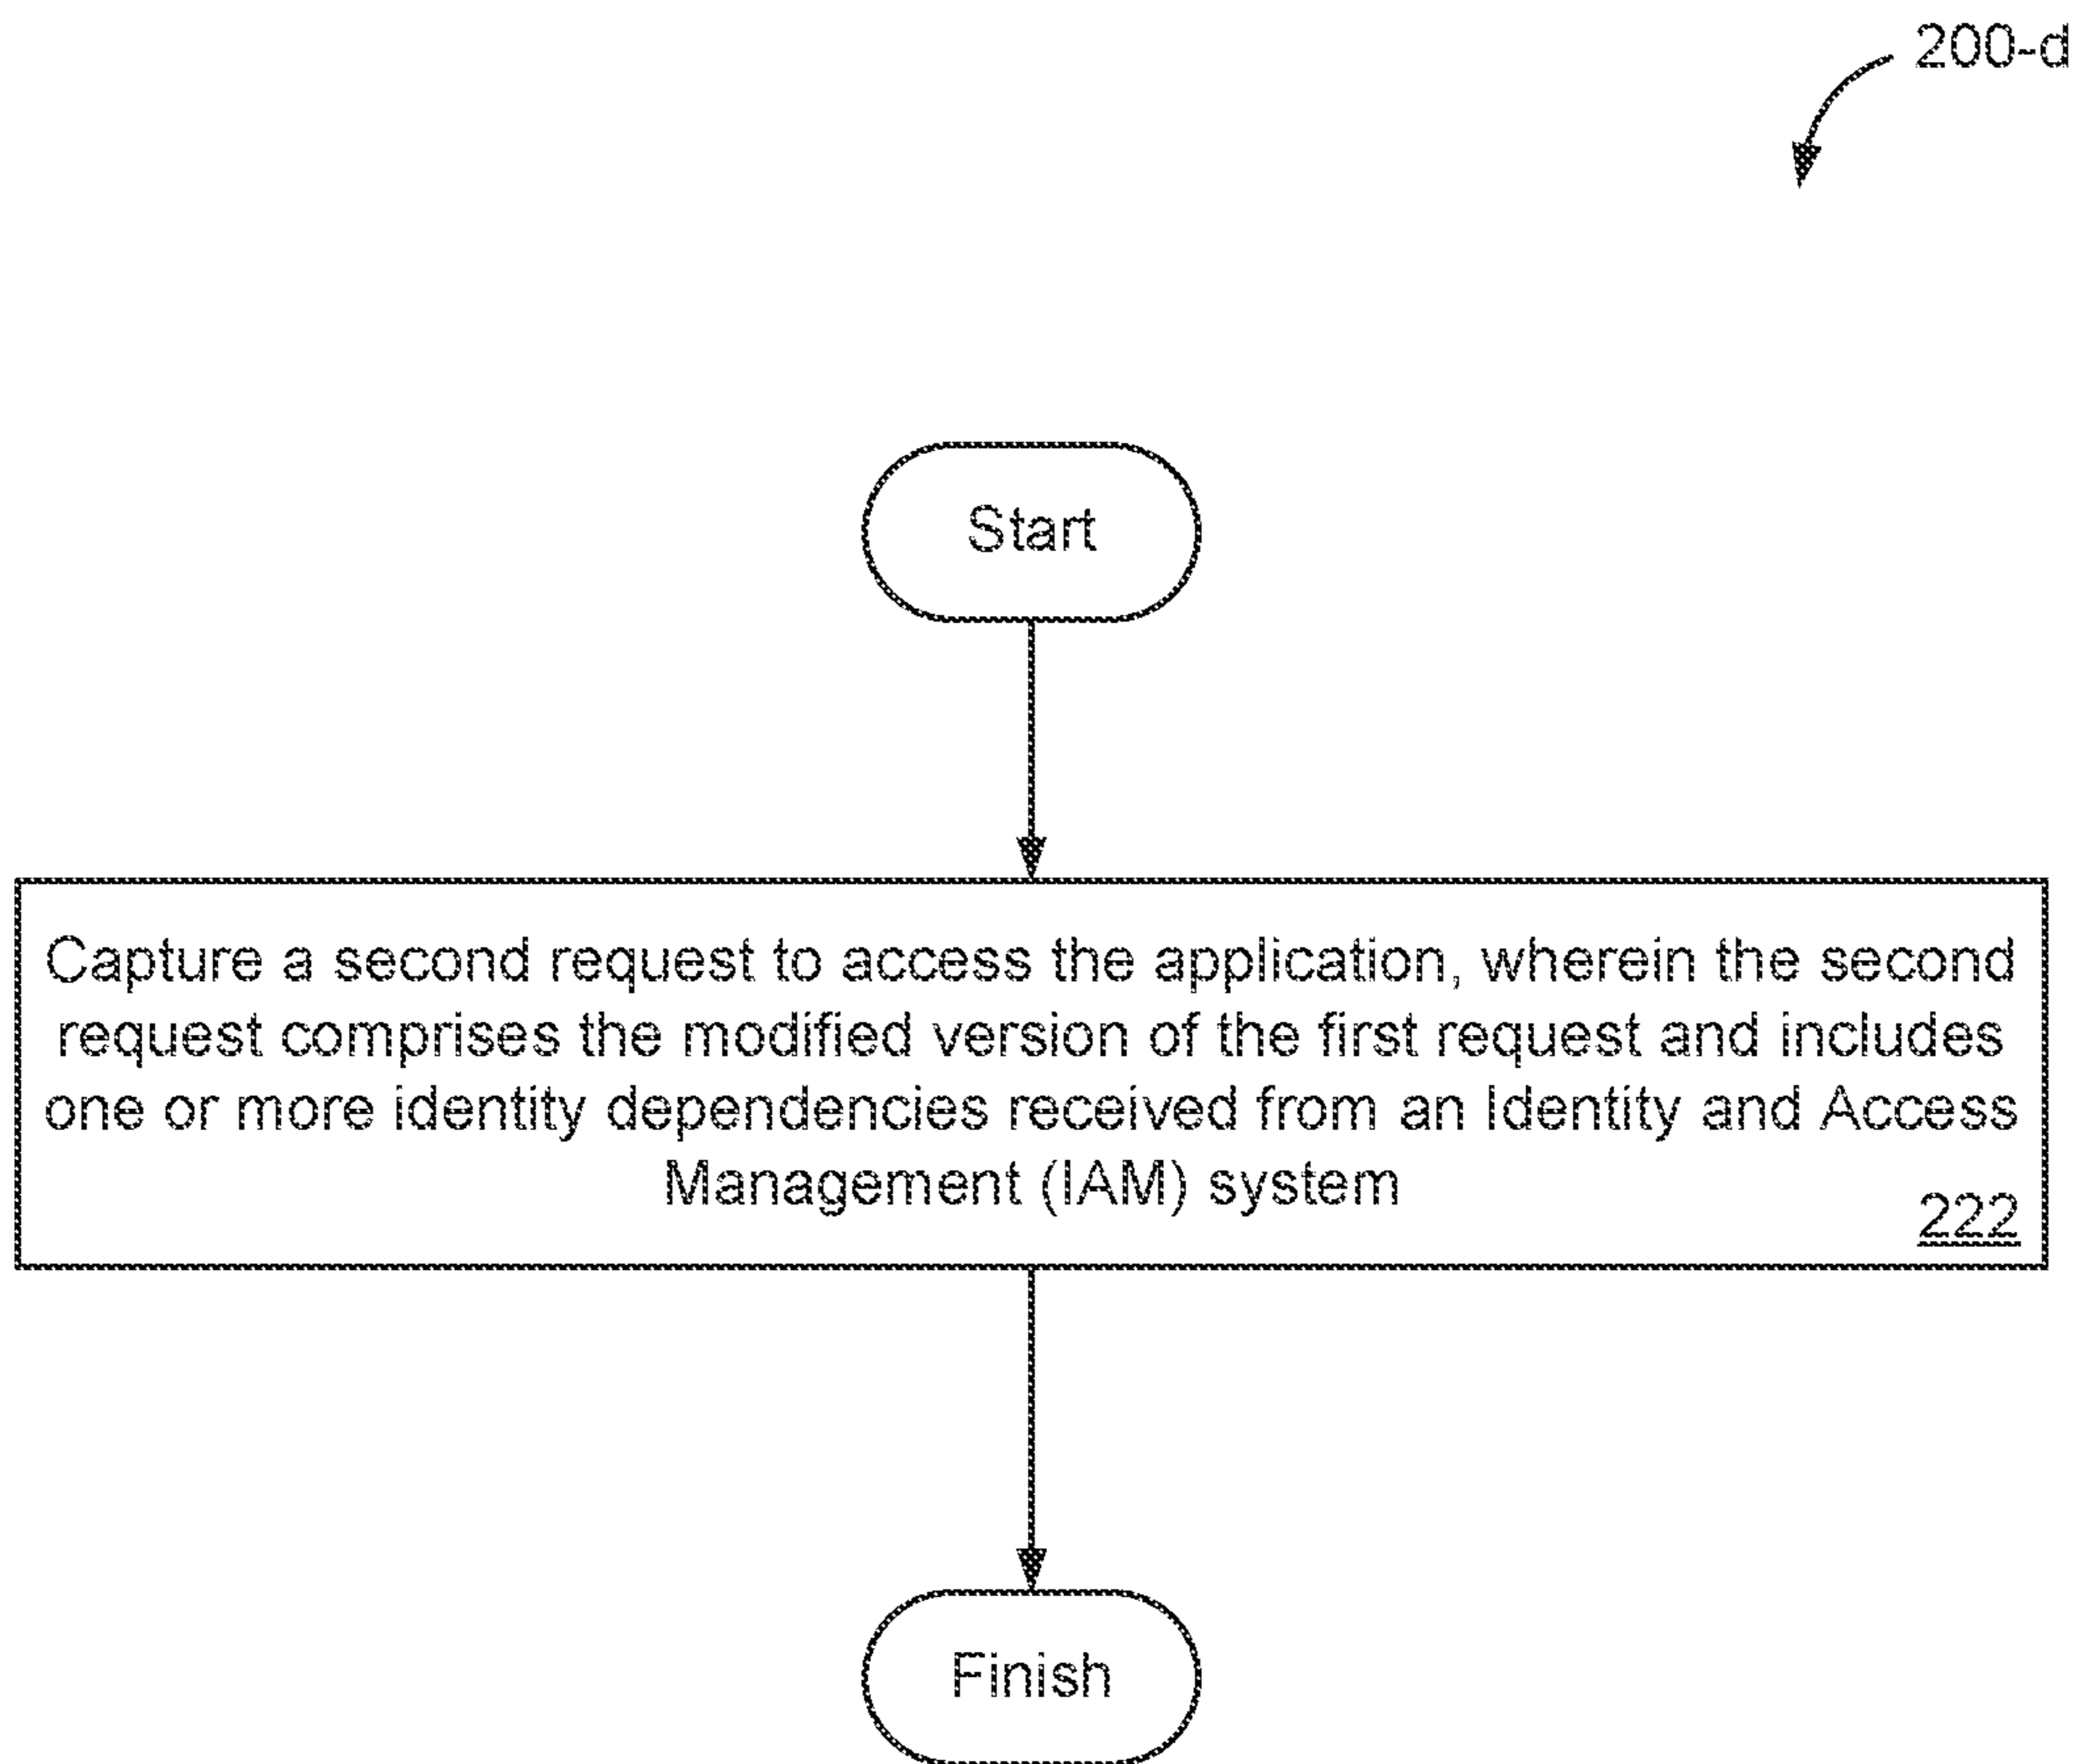 200-d
Start
Capture a second request to access the application, wherein the second
request comprises the modified version of the first request and includes
one or more identity dependencies received from an Identity and Access
Management (IAM) system
222
Finish